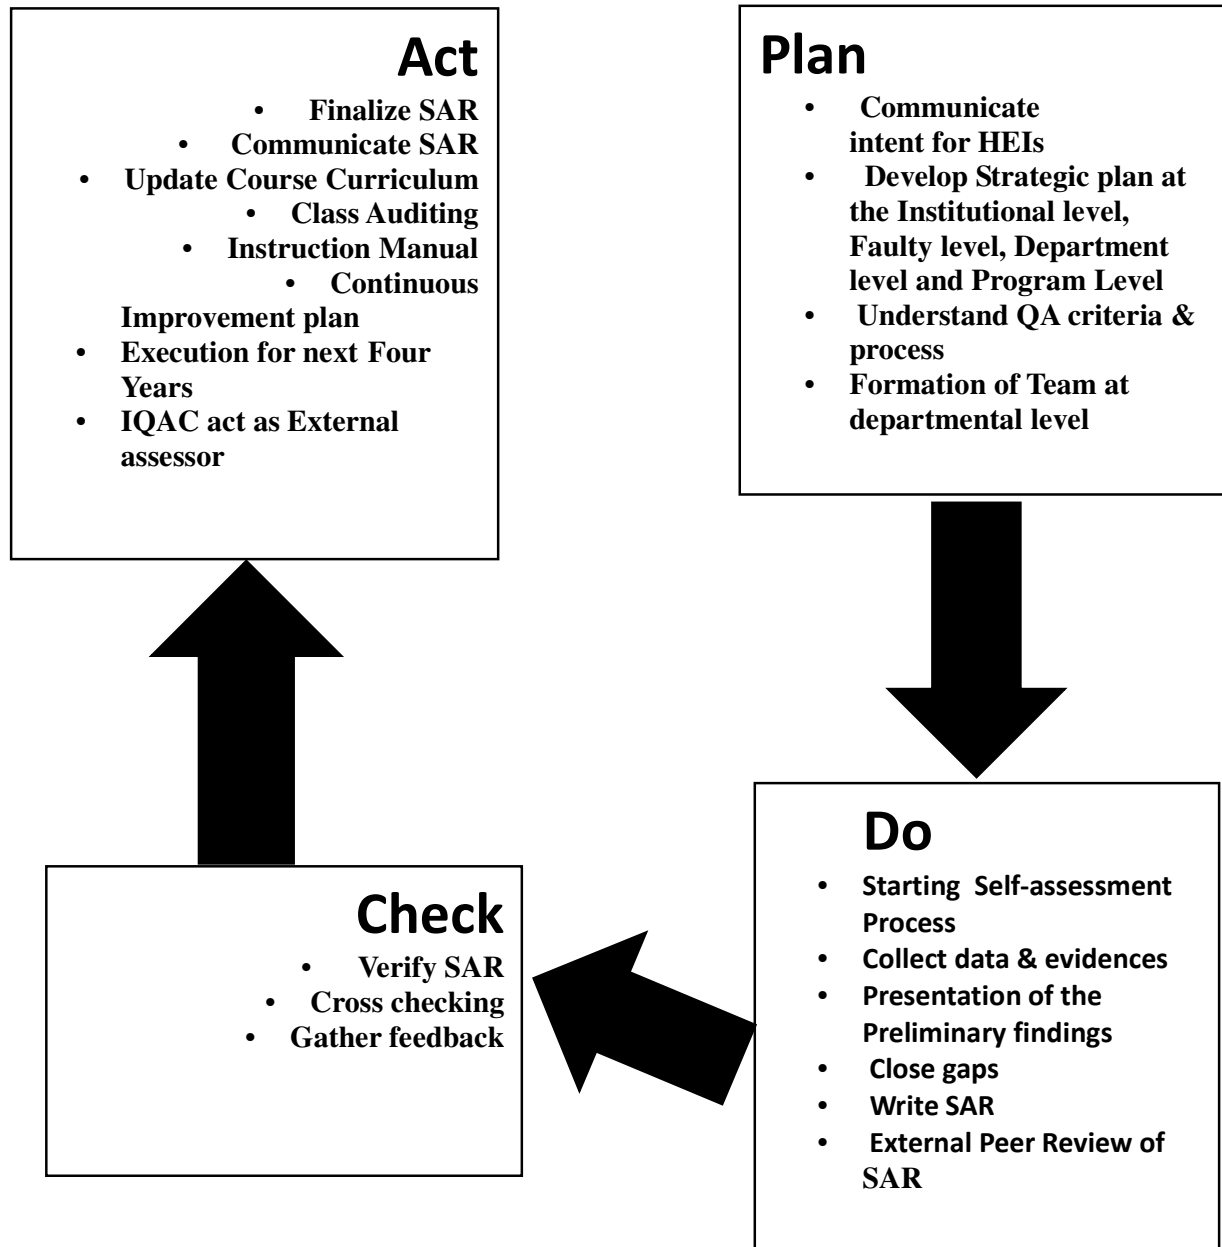 Act
• Finalize SAR
• Communicate SAR
• Update Course Curriculum
• Class Auditing
• Instruction Manual
• Continuous
Improvement plan
• Execution for next Four
Years
• IQAC act as External
assessor
Plan
• Communicate
intent for HEIs
• Develop Strategic plan at
the Institutional level,
Faulty level, Department
level and Program Level
• Understand QA criteria &
process
• Formation of Team at
departmental level
Do
• Starting Self-assessment
Process
• Collect data & evidences
• Presentation of the
Preliminary findings
• Close gaps
• Write SAR
• External Peer Review of
SAR
Check
• Verify SAR
• Cross checking
• Gather feedback